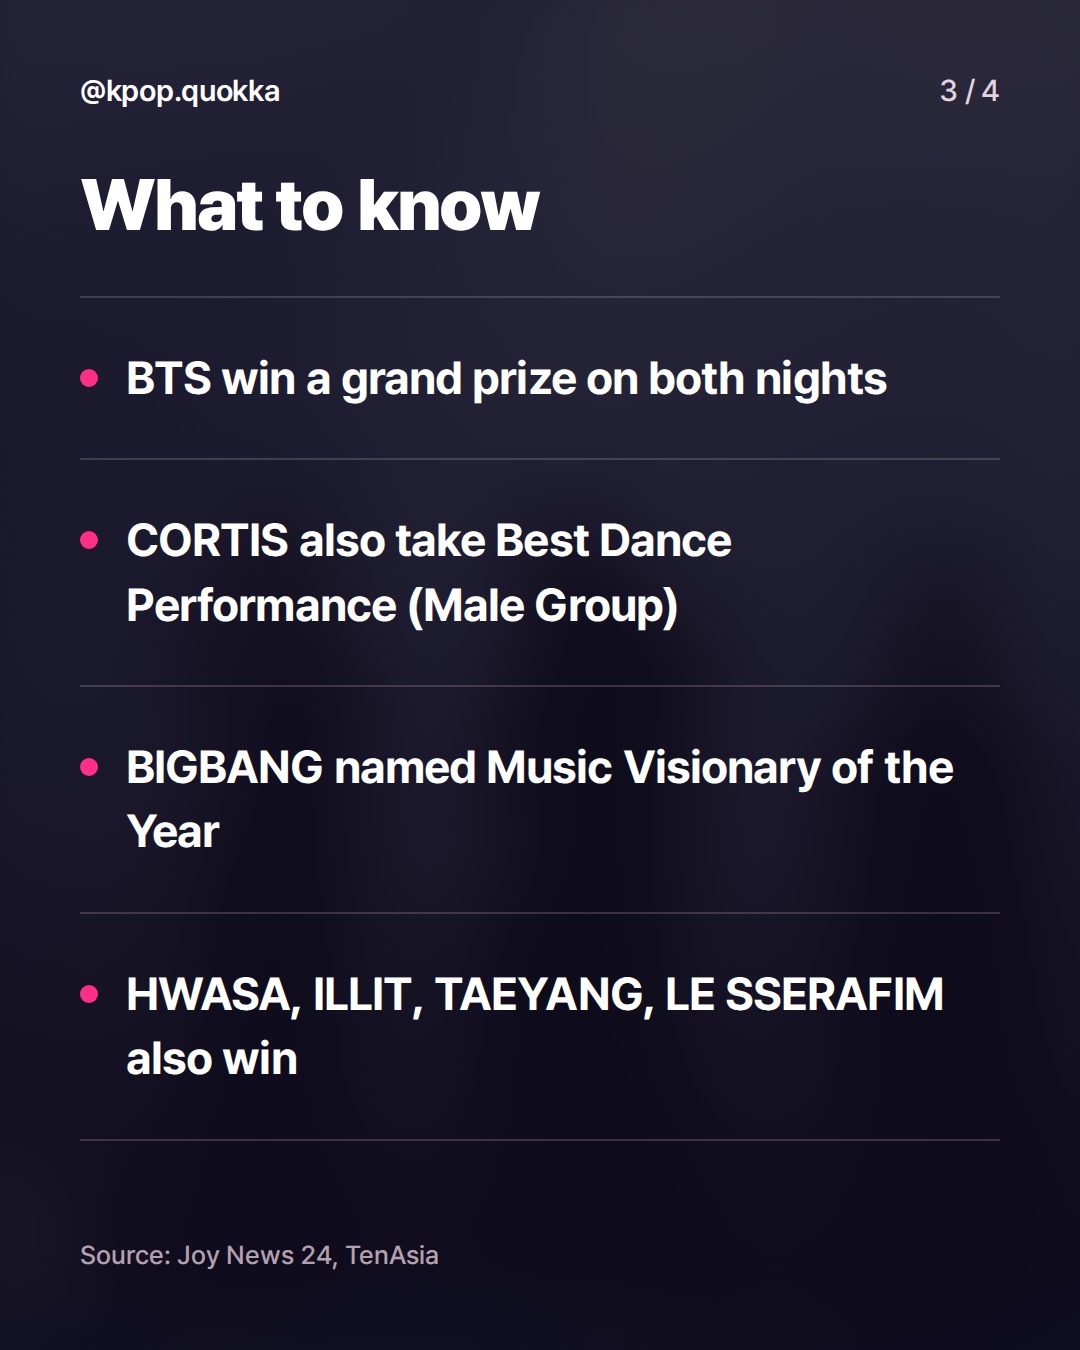 @kpop.quokka
3 / 4
What to know
BTS win a grand prize on both nights
CORTIS also take Best Dance
Performance (Male Group)
BIGBANG named Music Visionary of the
Year
HWASA, ILLIT, TAEYANG, LE SSERAFIM
also win
Source: Joy News 24, TenAsia